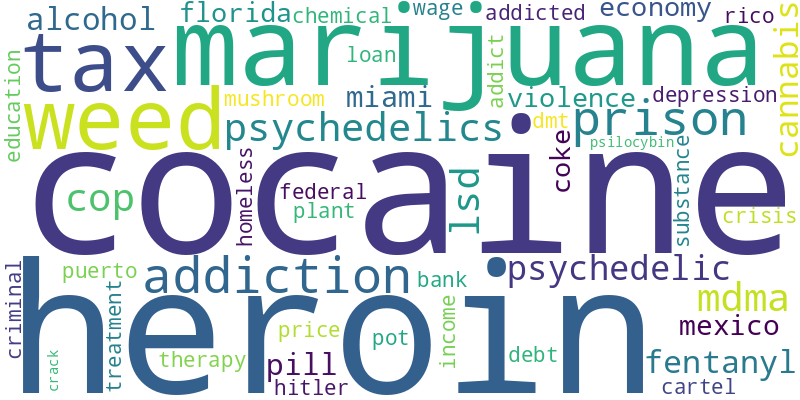 alcohol
florida
chemical
wage
addicted
economy
rico
tax
marijuana
loan
addict
cannabis
education
weed
mushroom
miami
violence
depression
psychedelics
dmt
prison
psilocybin
cocaine
cop
homeless
federal
plant
lsd
coke
substance
crisis
heroin
criminal
puerto
treatment
addiction
bank
psychedelic
mdma
mexico
crack
therapy
price
pill
hitler
pot
income
debt
fentanyl
cartel